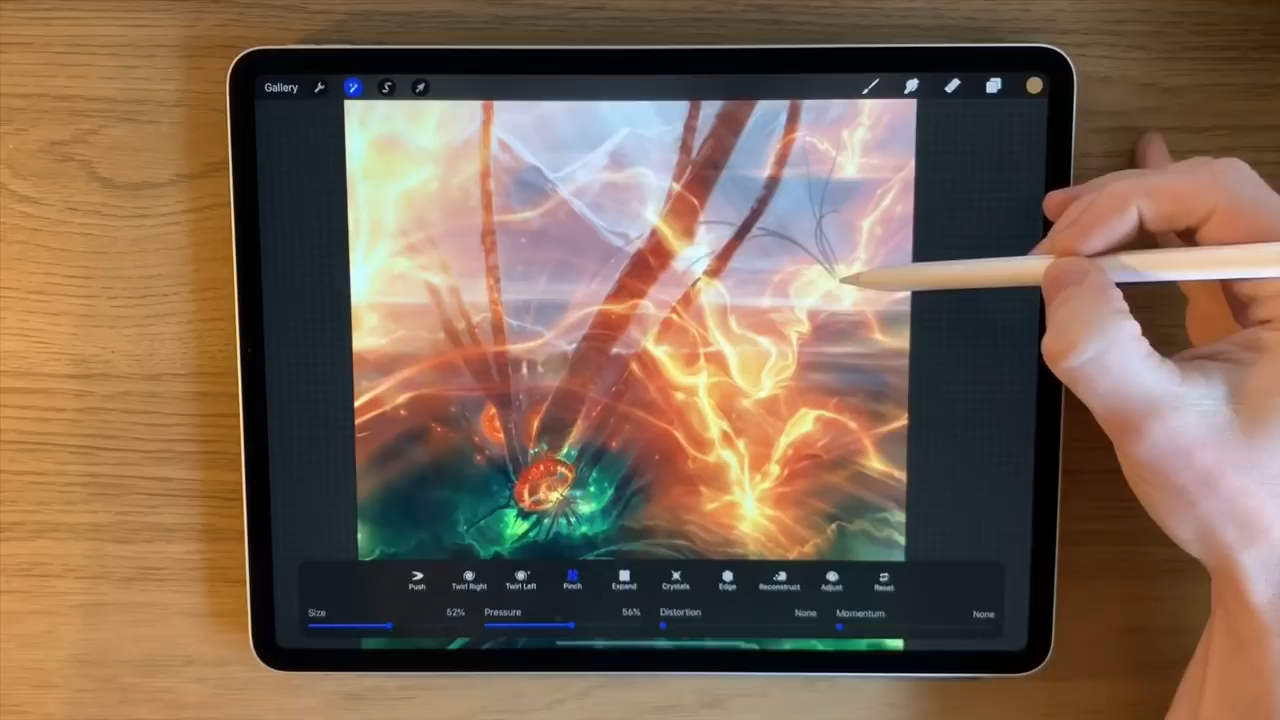 Gallery
Push Twirl Right Twirl Left Pinch Expand Crystals Edge Reconstruct Adjust Reset
Size 52% Pressure 56% Distortion None Momentum None